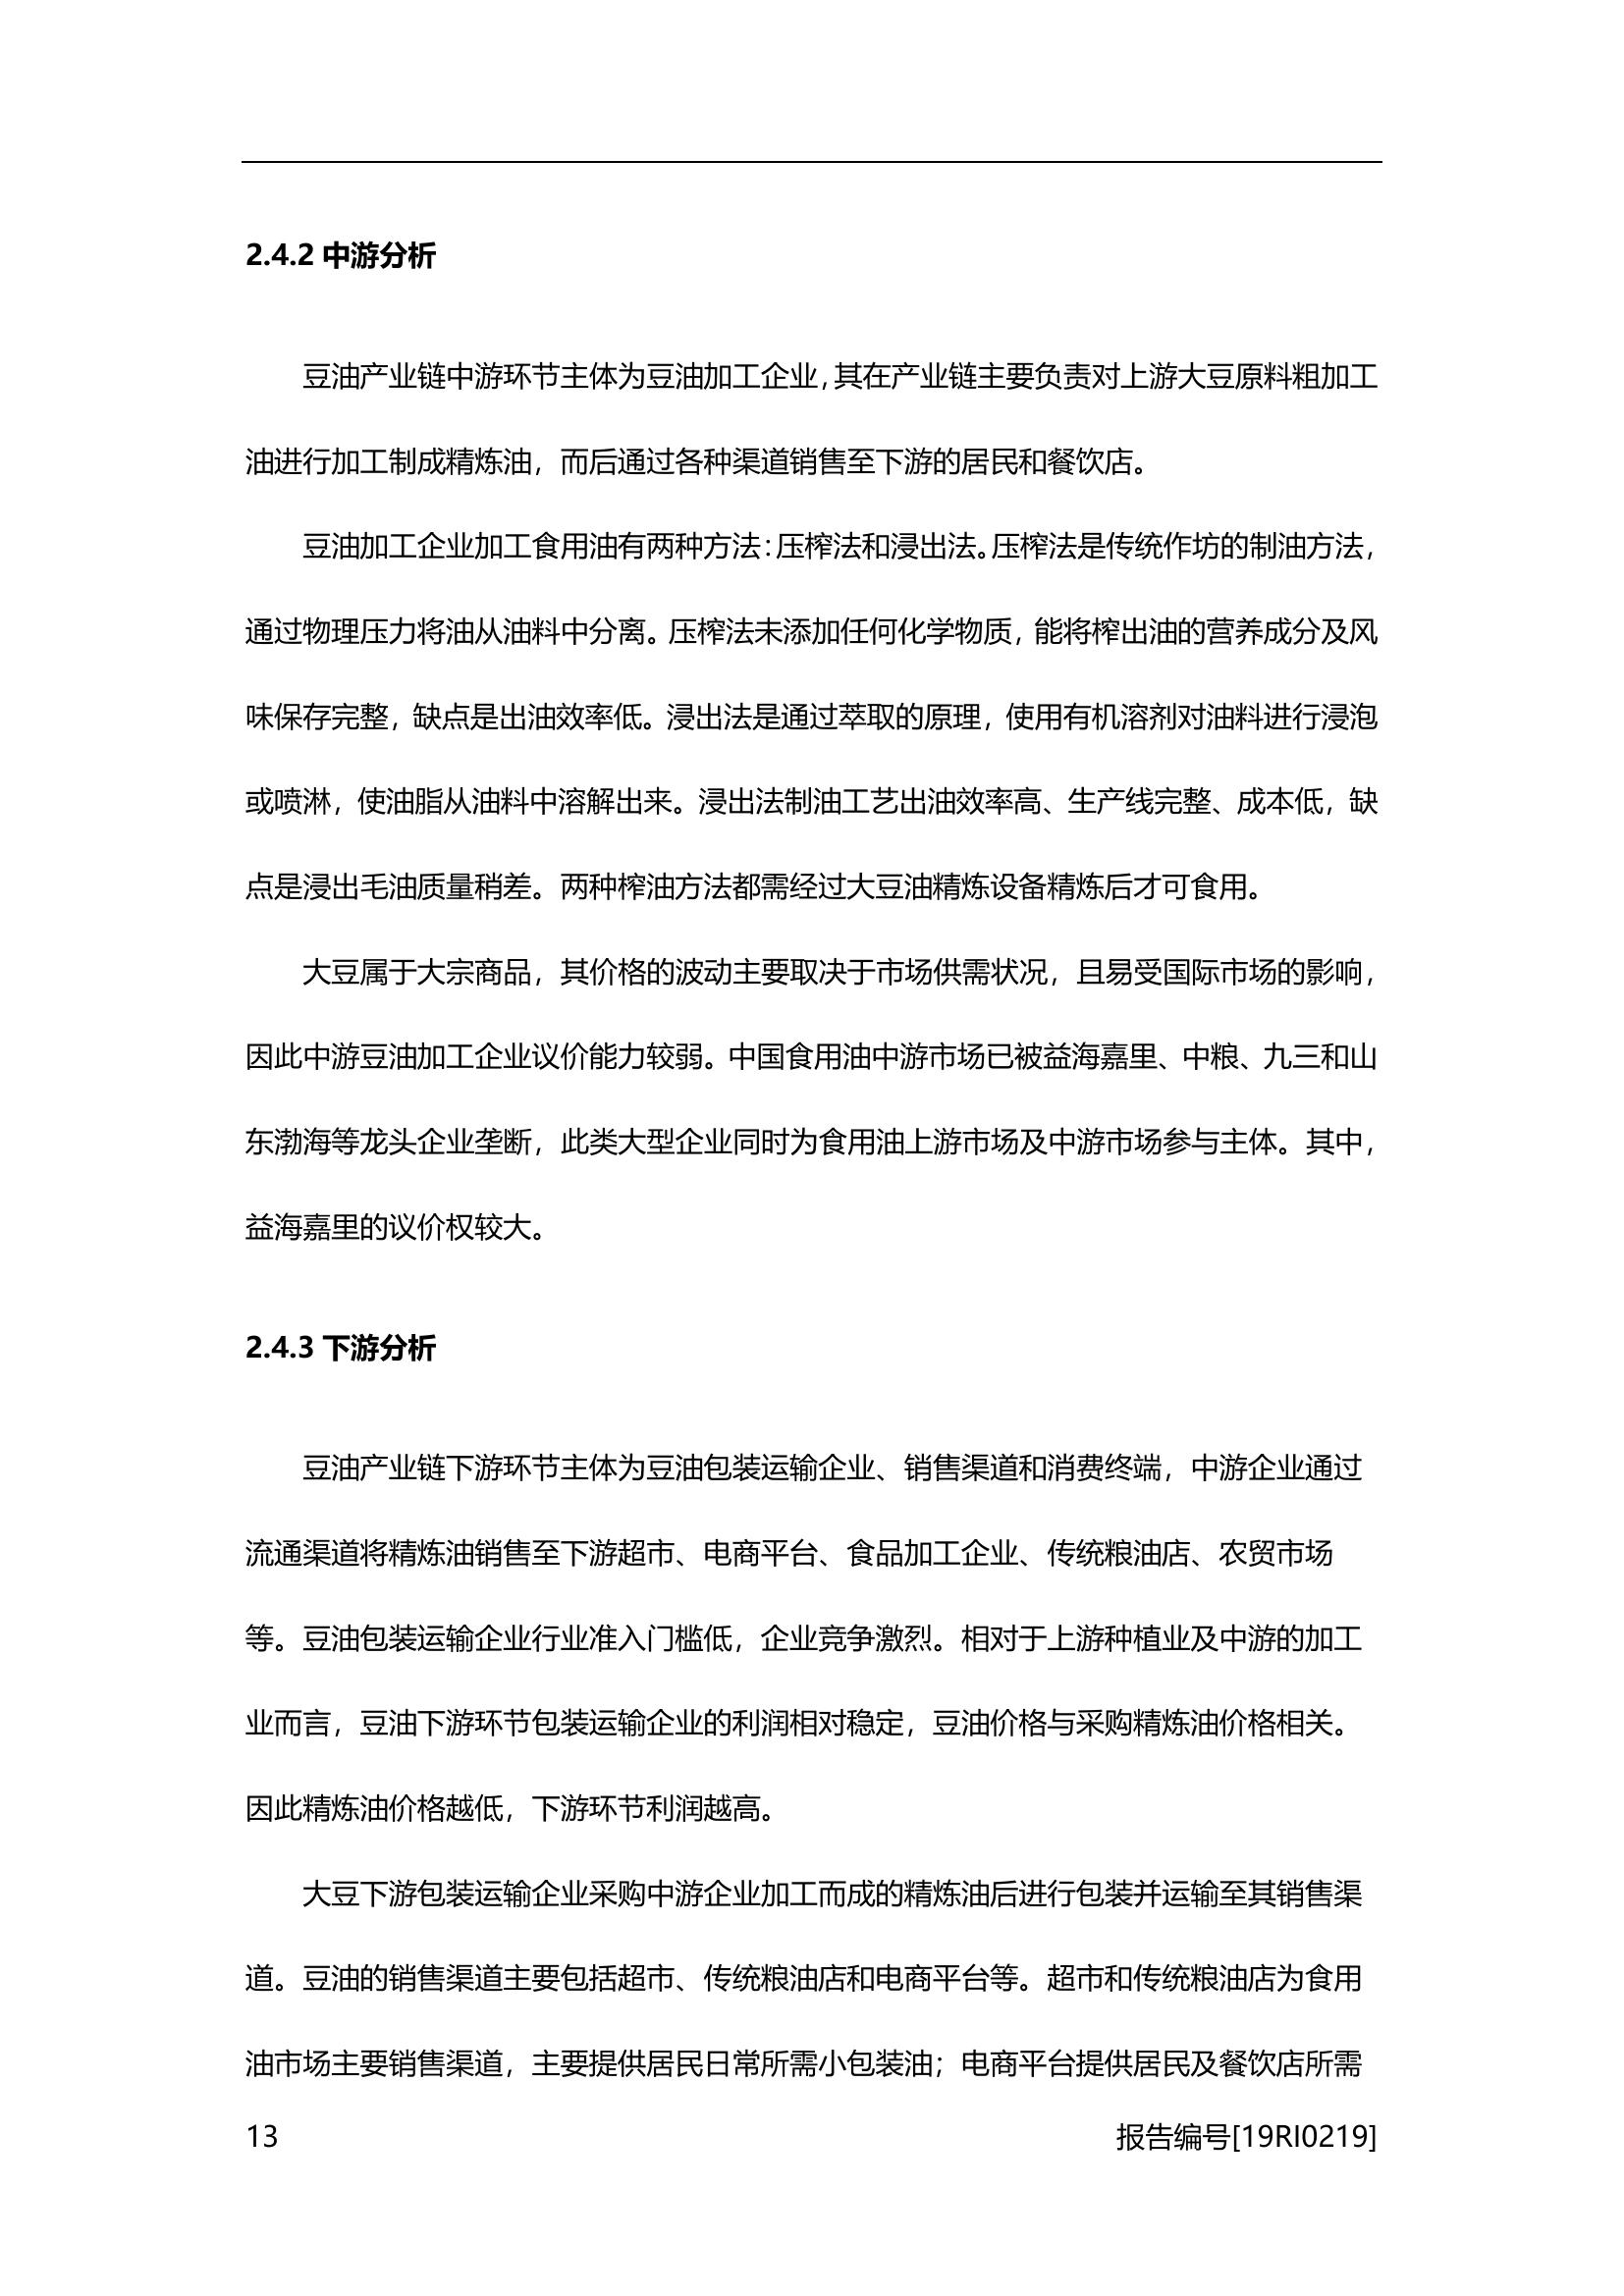 2.4.2 中游分析
豆油产业链中游环节主体为豆油加工企业，其在产业链主要负责对上游大豆原料粗加工
油进行加工制成精炼油，而后通过各种渠道销售至下游的居民和餐饮店。
豆油加工企业加工食用油有两种方法：压榨法和浸出法。压榨法是传统作坊的制油方法，
通过物理压力将油从油料中分离。压榨法未添加任何化学物质，能将榨出油的营养成分及风
味保存完整，缺点是出油效率低。浸出法是通过萃取的原理，使用有机溶剂对油料进行浸泡
或喷淋，使油脂从油料中溶解出来。浸出法制油工艺出油效率高、生产线完整、成本低，缺
点是浸出毛油质量稍差。两种榨油方法都需经过大豆油精炼设备精炼后才可食用。
大豆属于大宗商品，其价格的波动主要取决于市场供需状况，且易受国际市场的影响，
因此中游豆油加工企业议价能力较弱。中国食用油中游市场已被益海嘉里、中粮、九三和山
东渤海等龙头企业垄断，此类大型企业同时为食用油上游市场及中游市场参与主体。其中，
益海嘉里的议价权较大。
2.4.3 下游分析
豆油产业链下游环节主体为豆油包装运输企业、销售渠道和消费终端，中游企业通过
流通渠道将精炼油销售至下游超市、电商平台、食品加工企业、传统粮油店、农贸市场
等。豆油包装运输企业行业准入门槛低，企业竞争激烈。相对于上游种植业及中游的加工
业而言，豆油下游环节包装运输企业的利润相对稳定，豆油价格与采购精炼油价格相关。
因此精炼油价格越低，下游环节利润越高。
大豆下游包装运输企业采购中游企业加工而成的精炼油后进行包装并运输至其销售渠
道。豆油的销售渠道主要包括超市、传统粮油店和电商平台等。超市和传统粮油店为食用
油市场主要销售渠道，主要提供居民日常所需小包装油；电商平台提供居民及餐饮店所需
13 报告编号[19RI0219]